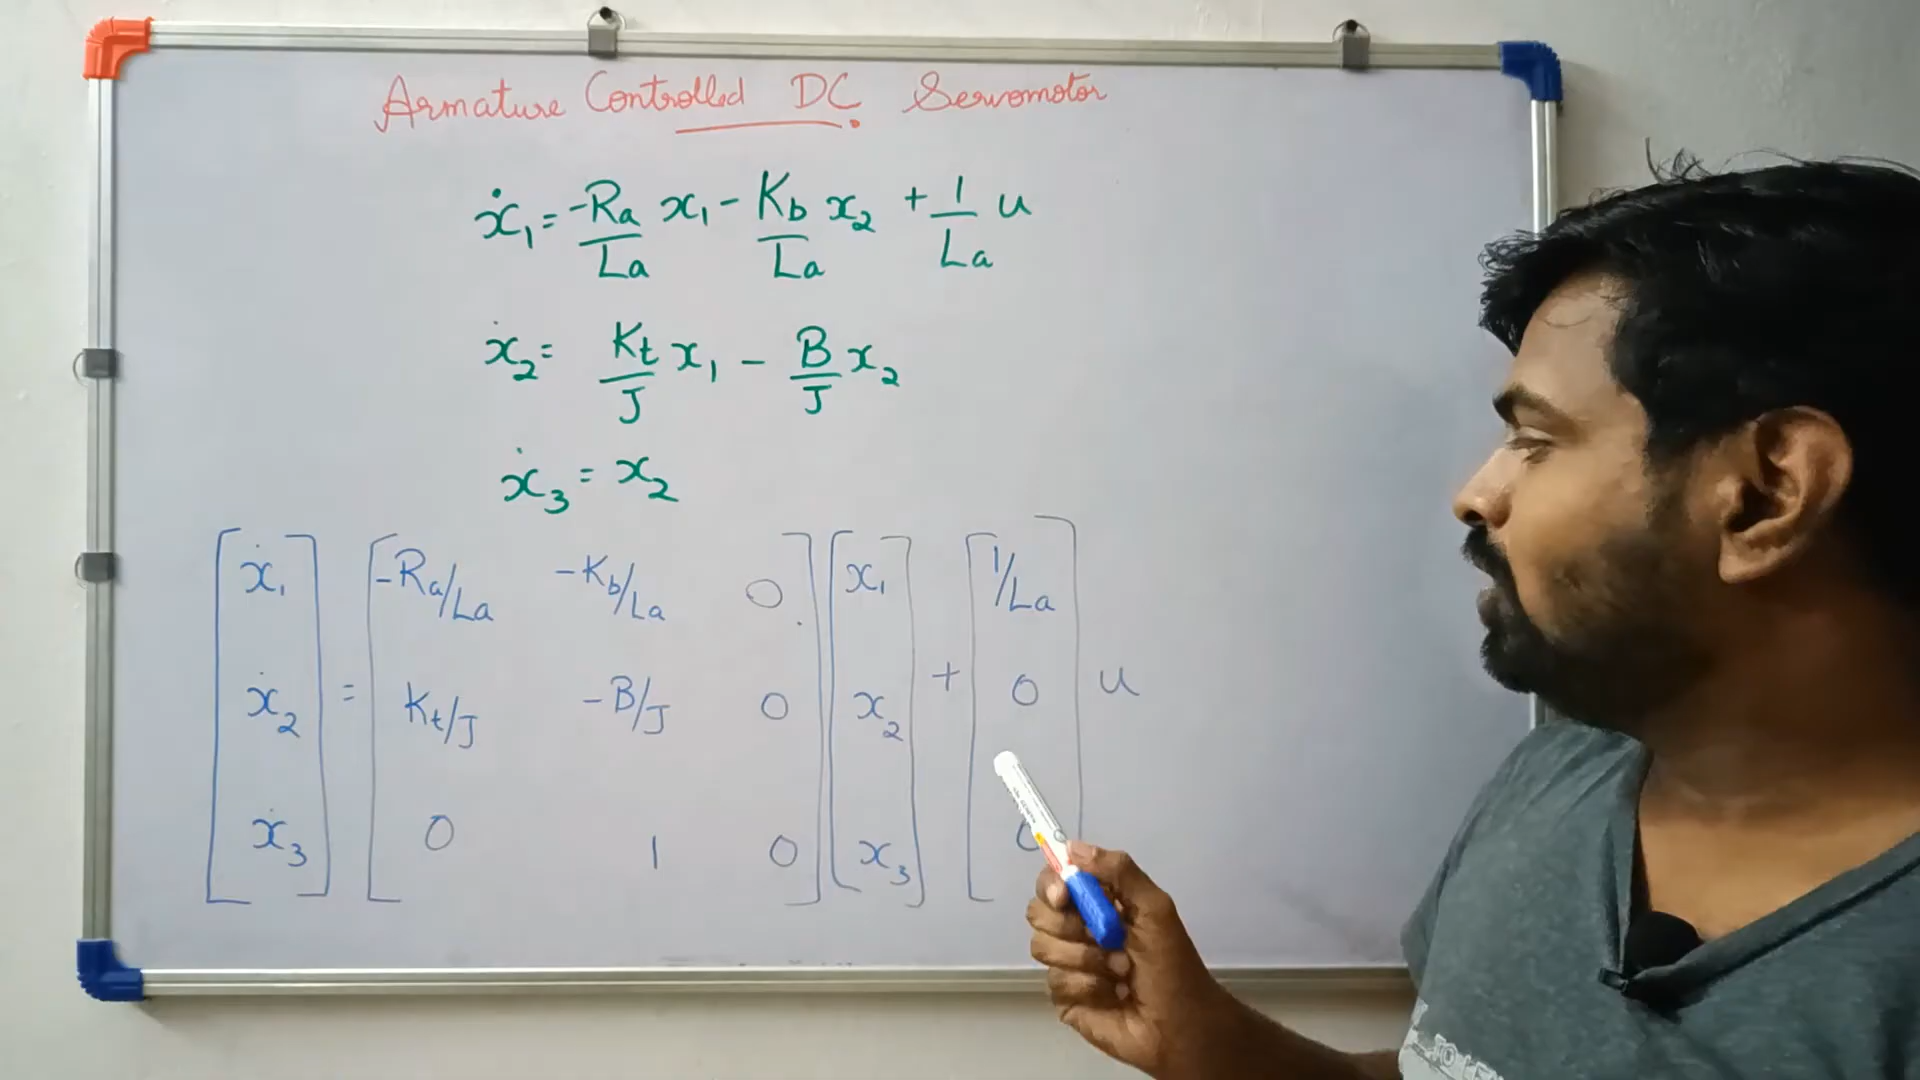 Armature Controlled DC Servomotor
ẋ₁ = -Ra/La x₁ - Kb/La x₂ + 1/La u
ẋ₂ = Kt/J x₁ - B/J x₂
ẋ₃ = x₂
[ẋ₁] [-Ra/La -Kb/La 0] [x₁] [1/La]
[ẋ₂] = [Kt/J -B/J 0] [x₂] + [0] u
[ẋ₃] [0 1 0] [x₃] [0]